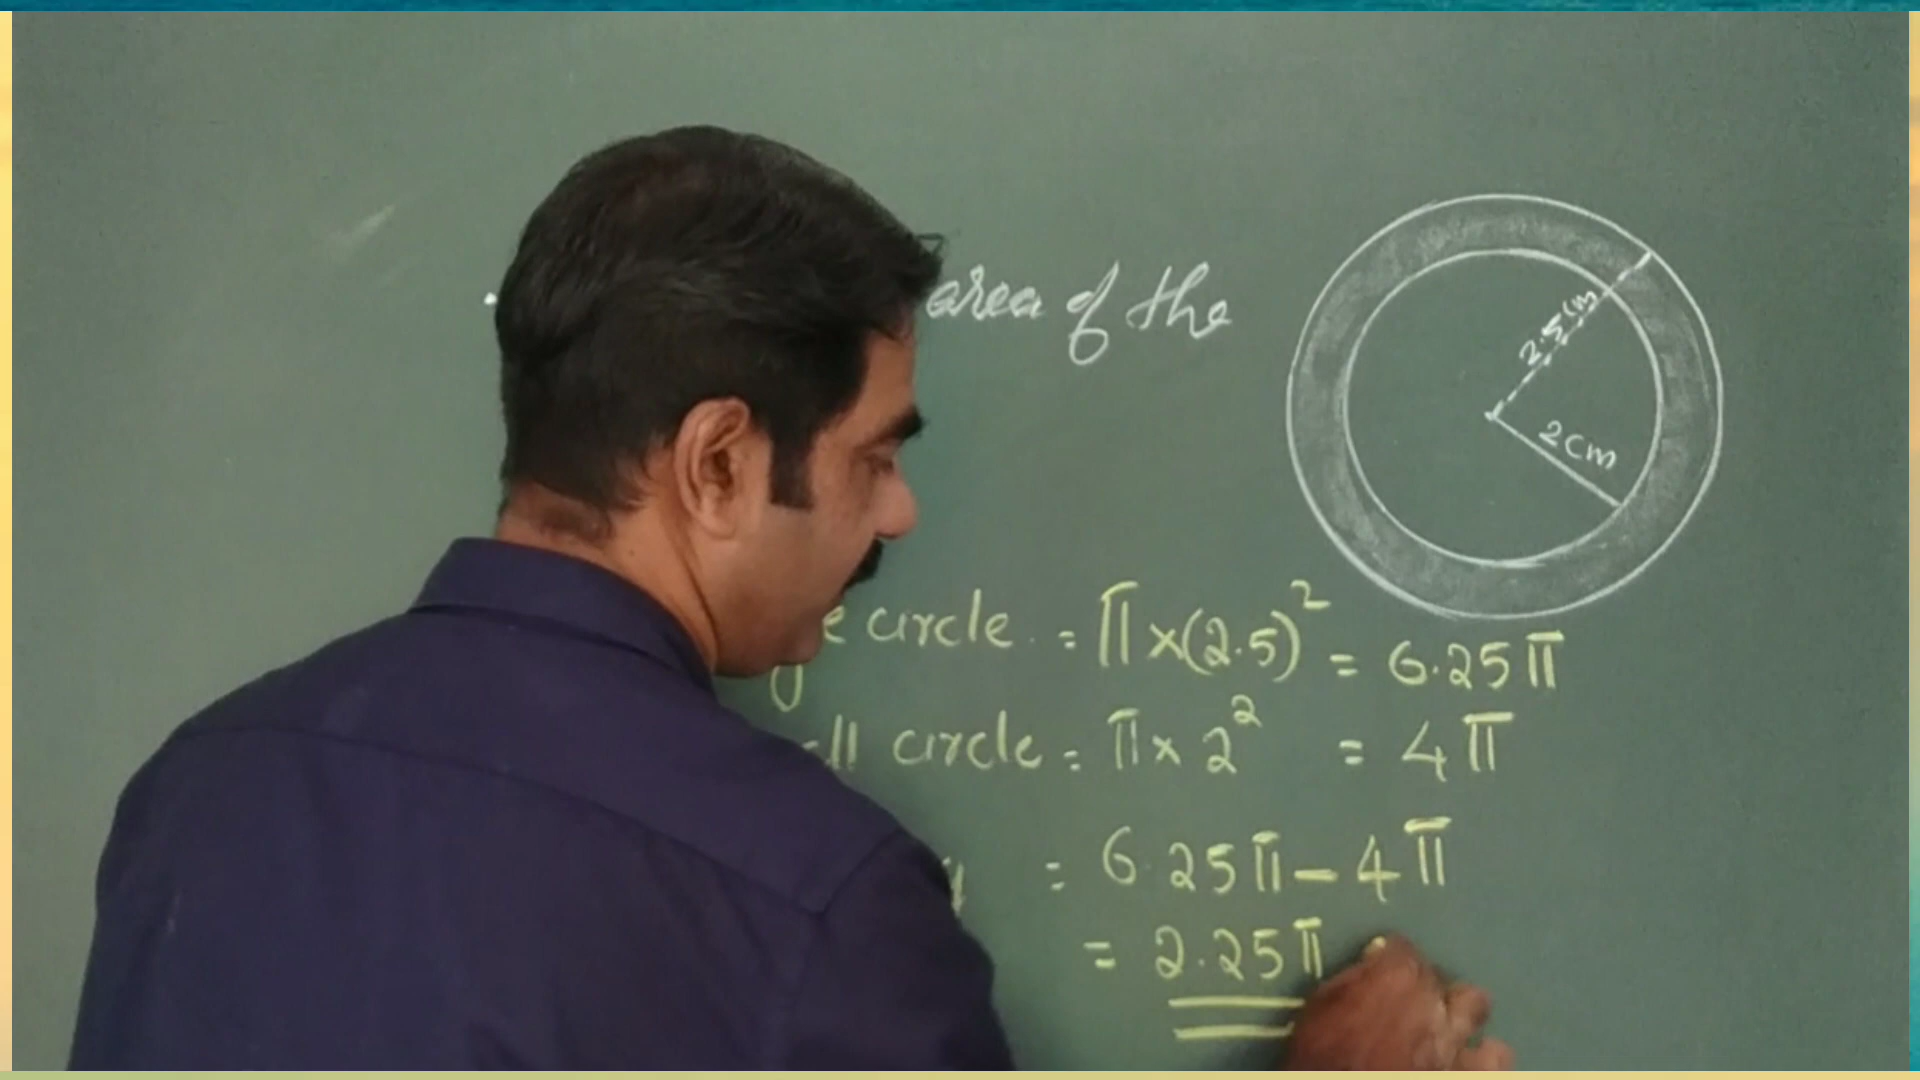 area of the
2.5 cm
2 cm
circle = π×(2.5)² = 6.25π
circle = π×2² = 4π
= 6.25π - 4π
= 2.25π